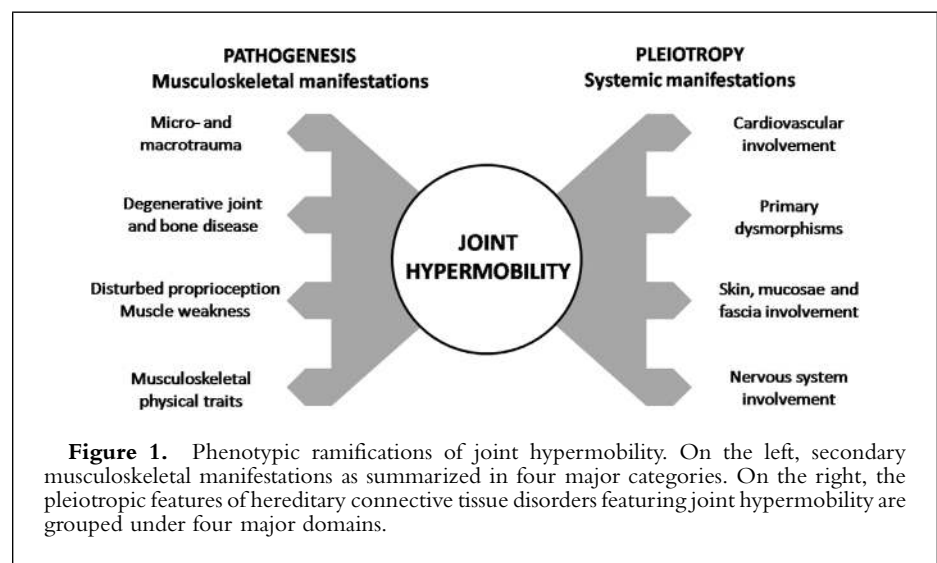 PATHOGENESIS
Musculoskeletal manifestations
Micro- and
macrotrauma
Degenerative joint
and bone disease
Disturbed proprioception
Muscle weakness
Musculoskeletal
physical traits
JOINT
HYPERMOBILITY
PLEIOTROPY
Systemic manifestations
Cardiovascular
involvement
Primary
dysmorphisms
Skin, mucosae and
fascia involvement
Nervous system
involvement
Figure 1. Phenotypic ramifications of joint hypermobility. On the left, secondary
musculoskeletal manifestations as summarized in four major categories. On the right, the
pleiotropic features of hereditary connective tissue disorders featuring joint hypermobility are
grouped under four major domains.